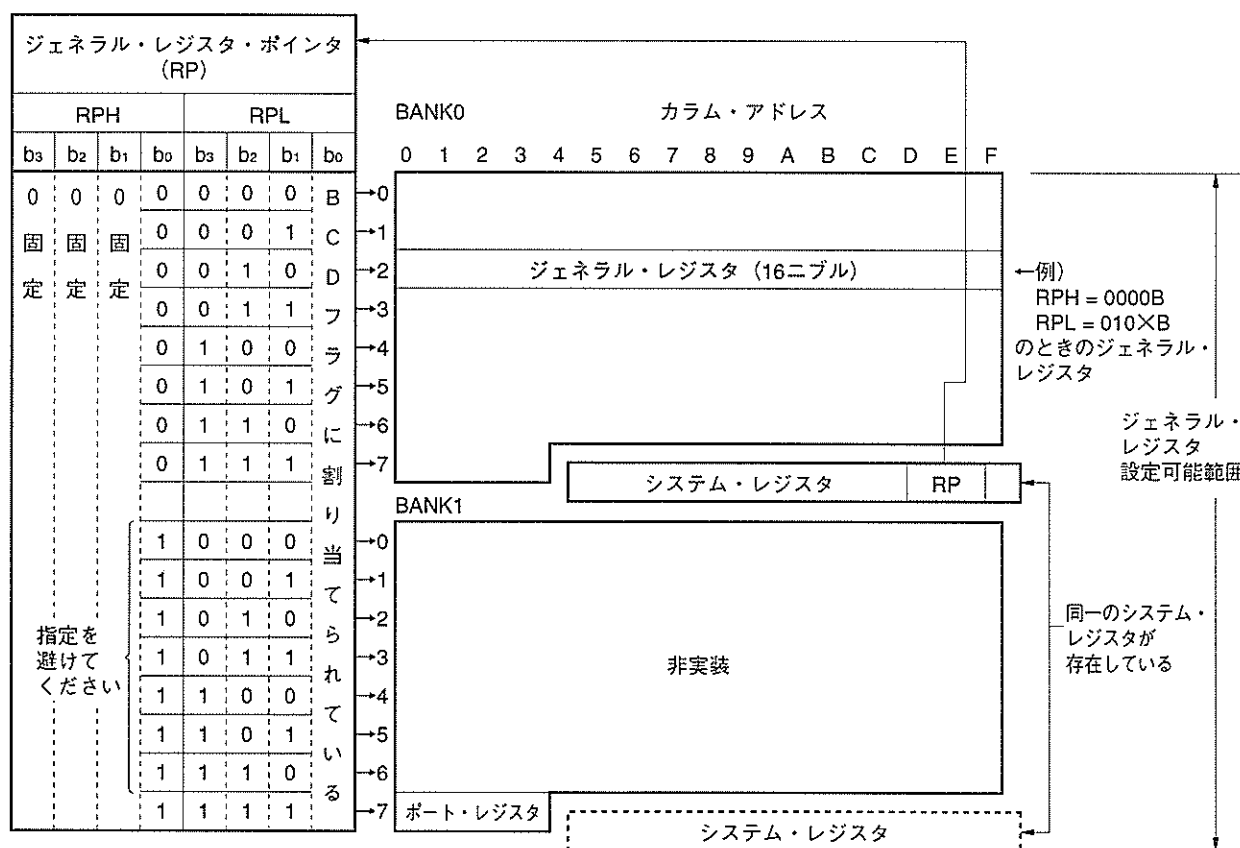 ジェネラル・レジスタ・ポインタ
(RP)
RPH RPL
b3 b2 b1 b0 b3 b2 b1 b0
BANK0 カラム・アドレス
0 1 2 3 4 5 6 7 8 9 A B C D E F
0固定 0固定 0固定
BCDフラグに割り当てられている
0 0 0 0 →0
0 0 0 1 →1
0 0 1 0 →2
0 0 1 1 →3
0 1 0 0 →4
0 1 0 1 →5
0 1 1 0 →6
0 1 1 1 →7
ジェネラル・レジスタ (16ニブル)
←例)
RPH = 0000B
RPL = 010×B
のときのジェネラル・
レジスタ
ジェネラル・
レジスタ
設定可能範囲
システム・レジスタ RP
BANK1
1 0 0 0 →0
1 0 0 1 →1
1 0 1 0 →2
1 0 1 1 →3
1 1 0 0 →4
1 1 0 1 →5
1 1 1 0 →6
1 1 1 1 →7
指定を
避けて
ください
非実装
同一のシステム・
レジスタが
存在している
ポート・レジスタ
システム・レジスタ